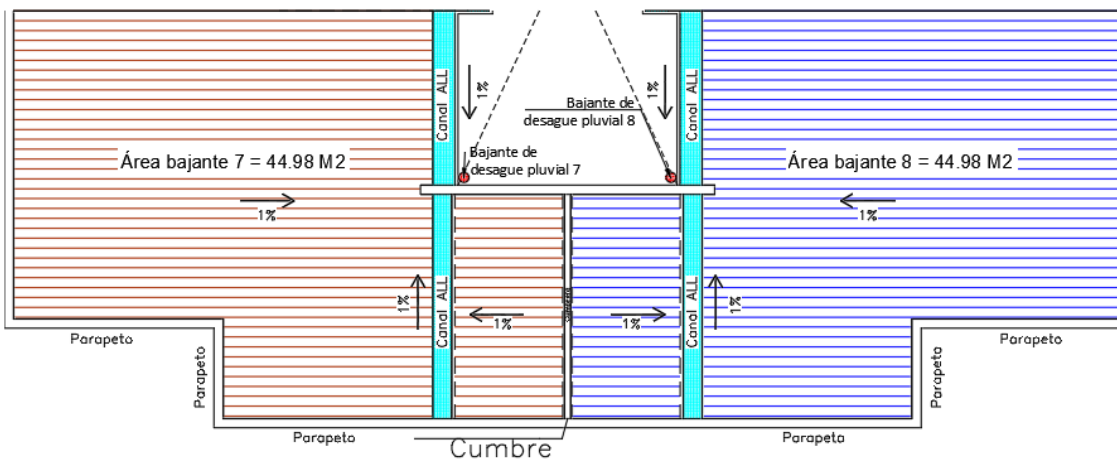 Canal ALL
1%
1%
Canal ALL
Bajante de
desague pluvial 8
Bajante de
desague pluvial 7
Área bajante 7 = 44.98 M2
Área bajante 8 = 44.98 M2
1%
1%
Canal ALL
1%
1%
1%
Canal ALL
1%
Parapeto
Parapeto
Parapeto
Parapeto
Parapeto
Parapeto
Cumbre